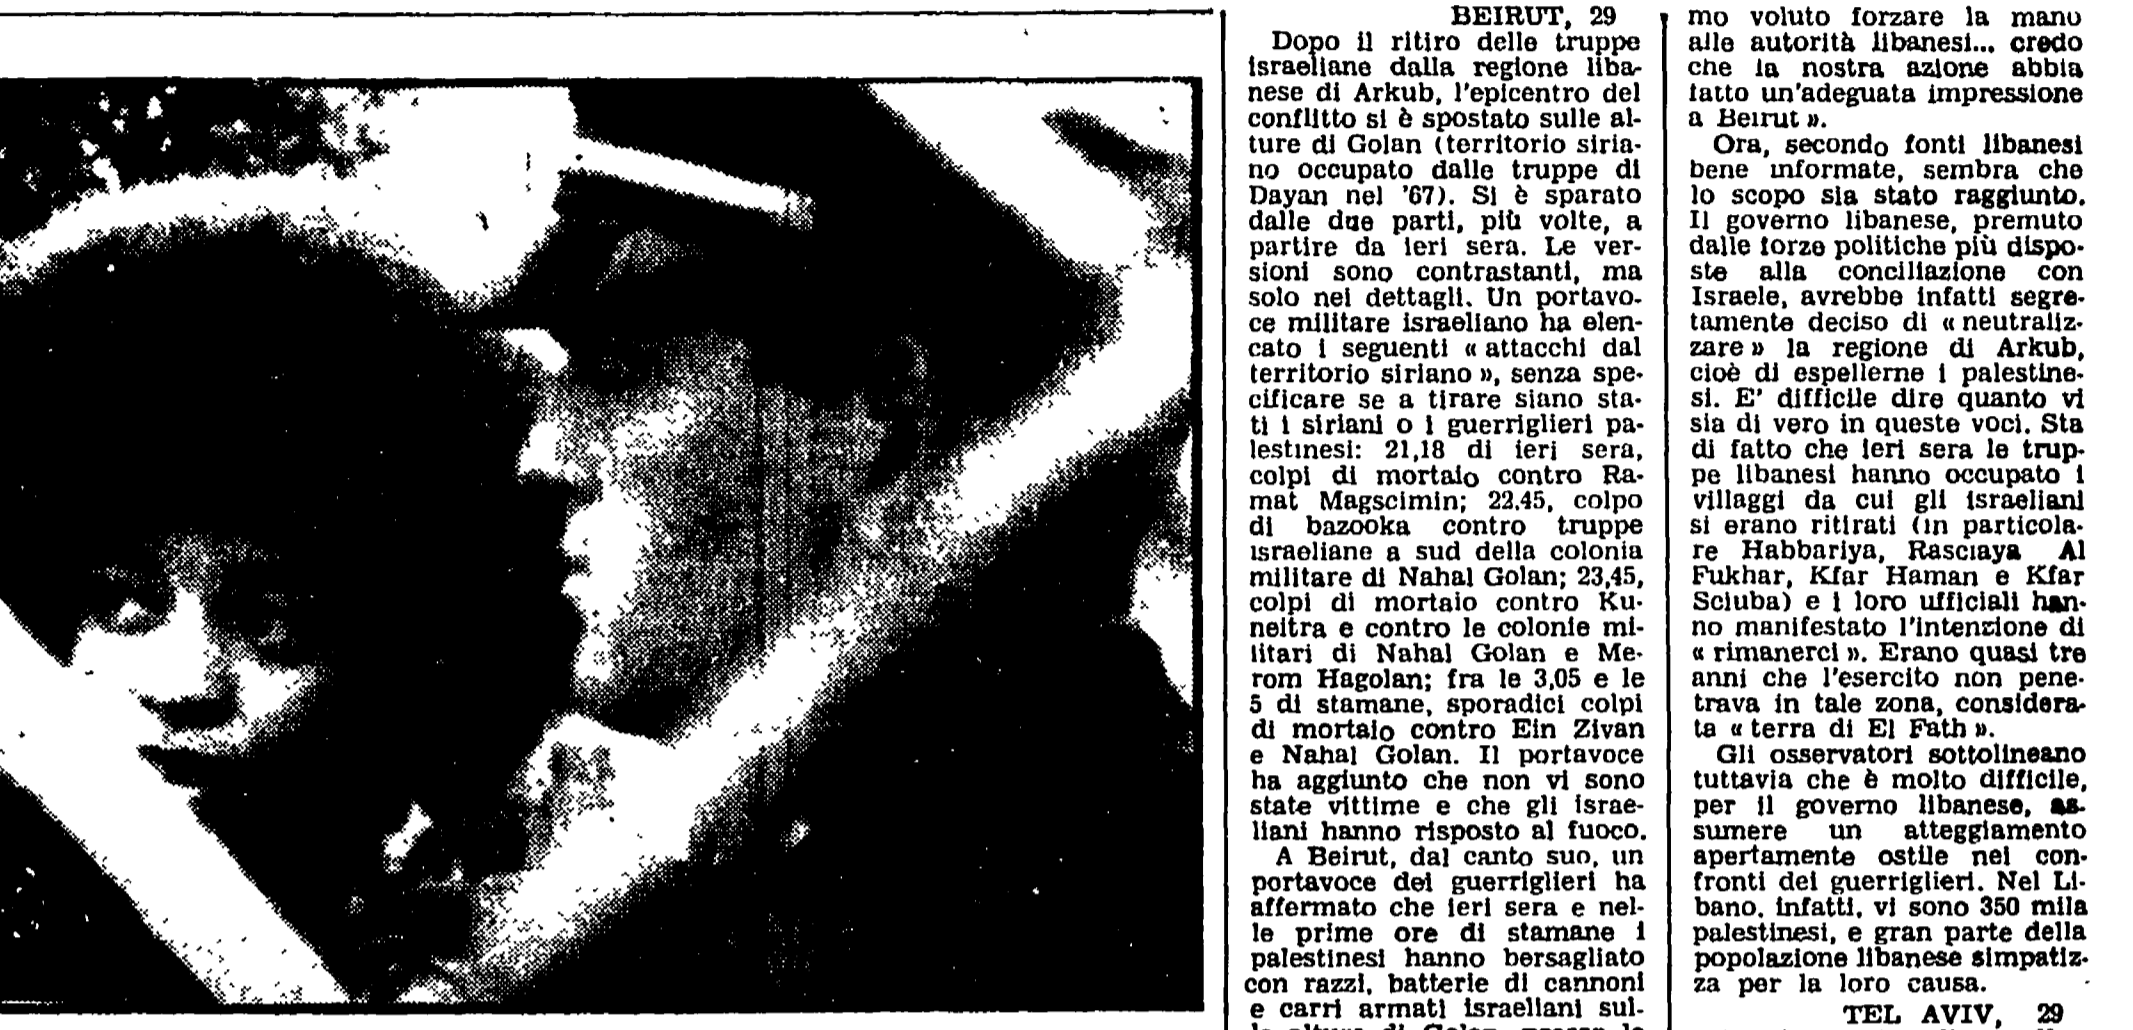 BEIRUT, 29
Dopo il ritiro delle truppe
israeliane dalla regione liba-
nese di Arkub, l'epicentro del
conflitto si è spostato sulle al-
ture di Golan (territorio siria-
no occupato dalle truppe di
Dayan nel '67). Si è sparato
dalle due parti, più volte, a
partire da ieri sera. Le ver-
sioni sono contrastanti, ma
solo nei dettagli. Un portavo-
ce militare israeliano ha elen-
cato i seguenti « attacchi dal
territorio siriano », senza spe-
cificare se a tirare siano sta-
ti i siriani o i guerriglieri pa-
lestinesi: 21,18 di ieri sera,
colpi di mortaio contro Ra-
mat Magscimin; 22,45, colpo
di bazooka contro truppe
israeliane a sud della colonia
militare di Nahal Golan; 23,45,
colpi di mortaio contro Ku-
neitra e contro le colonie mi-
litari di Nahal Golan e Me-
rom Hagolan; fra le 3,05 e le
5 di stamane, sporadici colpi
di mortaio contro Ein Zivan
e Nahal Golan. Il portavoce
ha aggiunto che non vi sono
state vittime e che gli israe-
liani hanno risposto al fuoco.
A Beirut, dal canto suo, un
portavoce dei guerriglieri ha
affermato che ieri sera e nel-
le prime ore di stamane i
palestinesi hanno bersagliato
con razzi, batterie di cannoni
e carri armati israeliani sul-
mo voluto forzare la mano
alle autorità libanesi... credo
che la nostra azione abbia
fatto un'adeguata impressione
a Beirut ».
Ora, secondo fonti libanesi
bene informate, sembra che
lo scopo sia stato raggiunto.
Il governo libanese, premuto
dalle forze politiche più dispo-
ste alla conciliazione con
Israele, avrebbe infatti segre-
tamente deciso di « neutraliz-
zare » la regione di Arkub,
cioè di espellerne i palestine-
si. E' difficile dire quanto vi
sia di vero in queste voci. Sta
di fatto che ieri sera le trup-
pe libanesi hanno occupato i
villaggi da cui gli israeliani
si erano ritirati (in particola-
re Habbariya, Rasciaya Al
Fukhar, Kfar Haman e Kfar
Sciuba) e i loro ufficiali han-
no manifestato l'intenzione di
« rimanerci ». Erano quasi tre
anni che l'esercito non pene-
trava in tale zona, considera-
ta « terra di El Fath ».
Gli osservatori sottolineano
tuttavia che è molto difficile,
per il governo libanese, as-
sumere un atteggiamento
apertamente ostile nei con-
fronti dei guerriglieri. Nel Li-
bano, infatti, vi sono 350 mila
palestinesi, e gran parte della
popolazione libanese simpatiz-
za per la loro causa.
TEL AVIV, 29